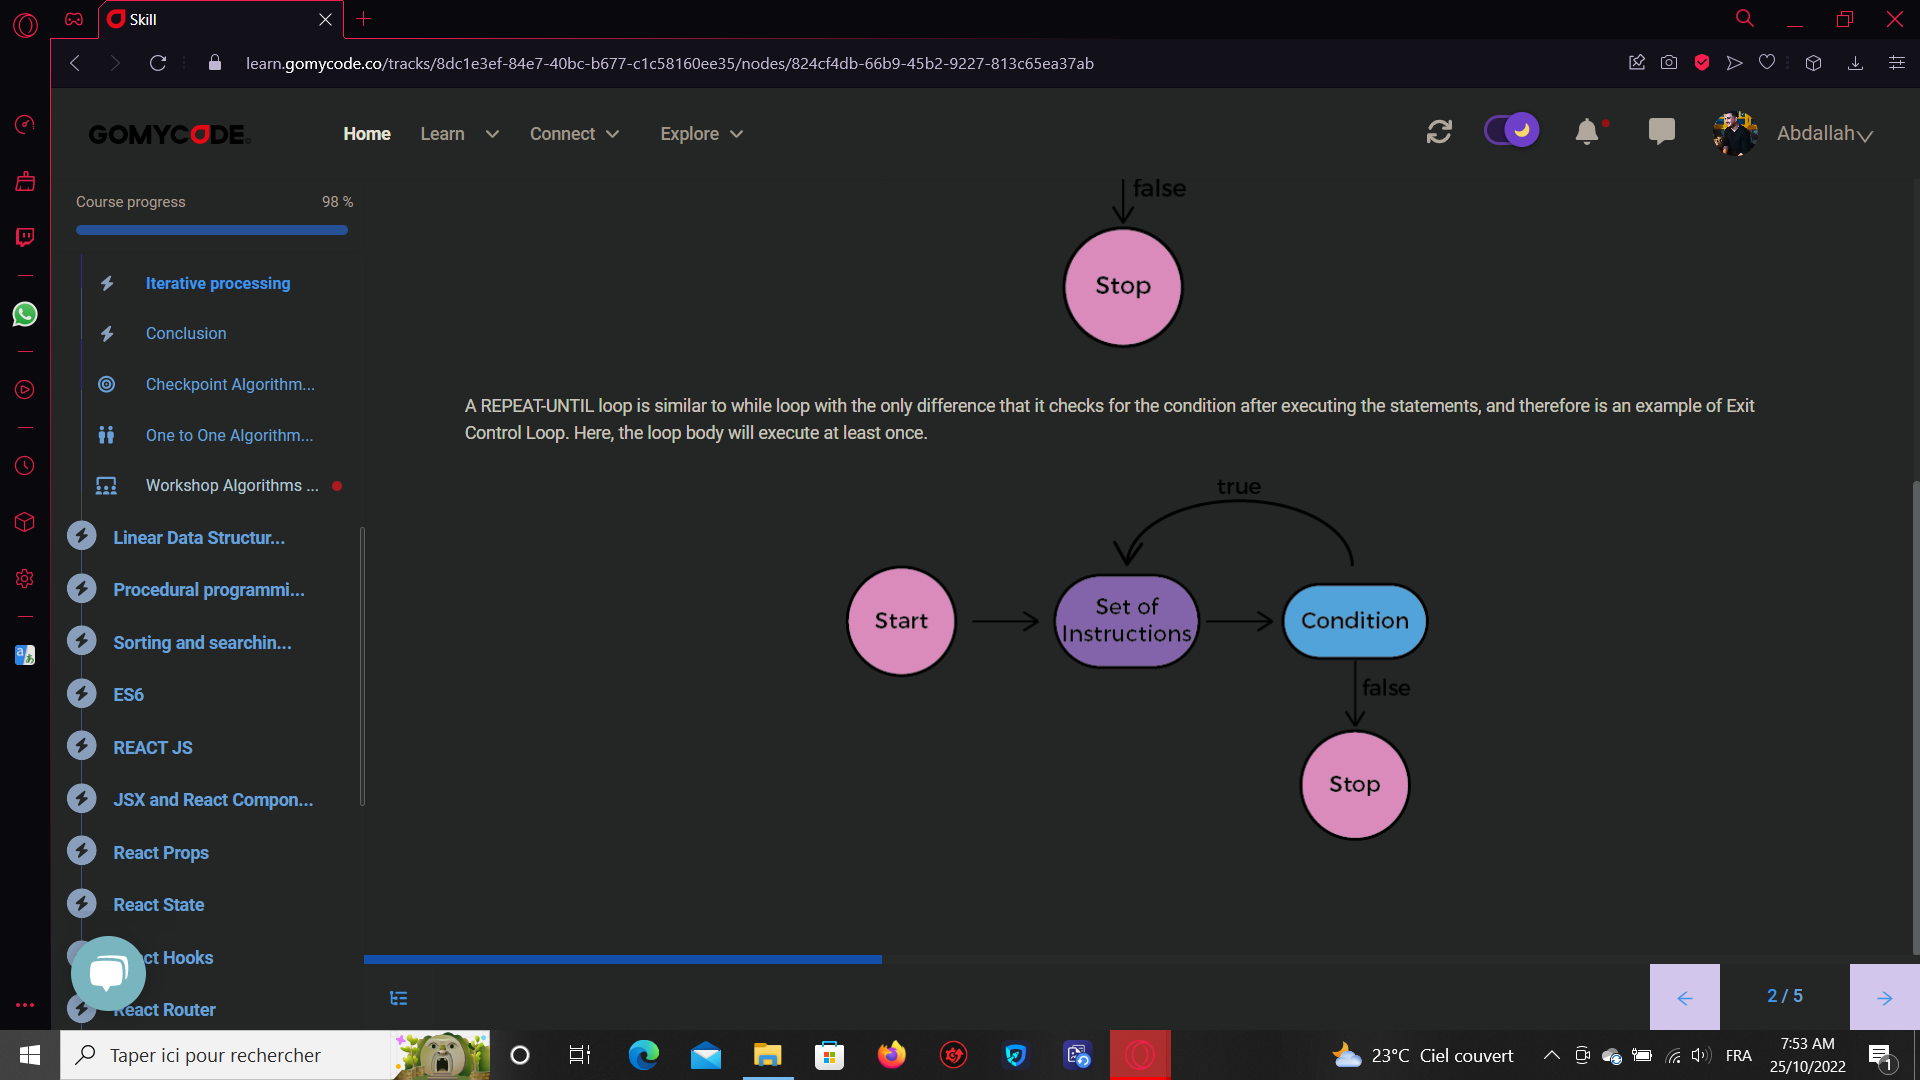 Skill
learn.gomycode.co/tracks/8dc1e3ef-84e7-40bc-b677-c1c58160ee35/nodes/824cf4db-66b9-45b2-9227-813c65ea37ab
GOMYCODE
Home
Learn
Connect
Explore
Abdallah
Course progress
98 %
Iterative processing
Conclusion
Checkpoint Algorithm...
One to One Algorithm...
Workshop Algorithms ...
Linear Data Structur...
Procedural programmi...
Sorting and searchin...
ES6
REACT JS
JSX and React Compon...
React Props
React State
ct Hooks
React Router
false
Stop
A REPEAT-UNTIL loop is similar to while loop with the only difference that it checks for the condition after executing the statements, and therefore is an example of Exit
Control Loop. Here, the loop body will execute at least once.
true
Start
Set of
Instructions
Condition
false
Stop
2 / 5
Taper ici pour rechercher
23°C Ciel couvert
FRA
7:53 AM
25/10/2022
1